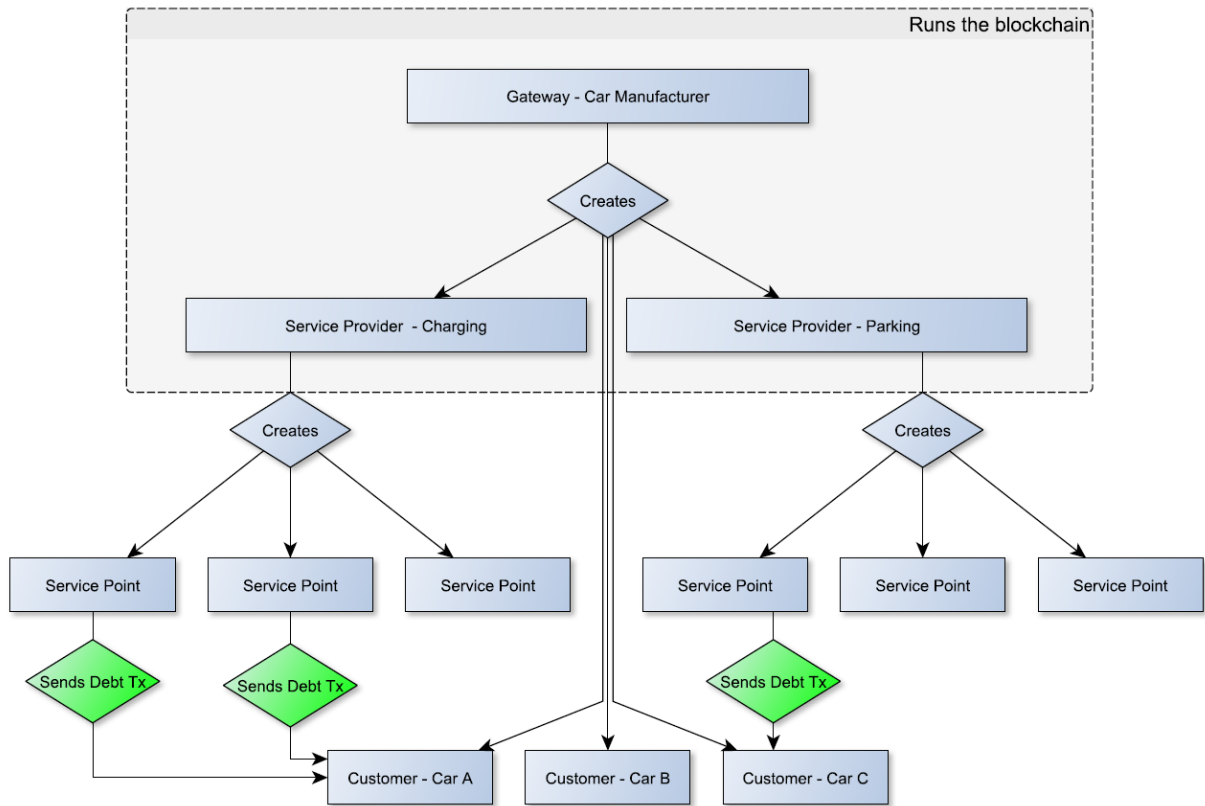 Runs the blockchain
Gateway - Car Manufacturer
Creates
Service Provider - Charging
Service Provider - Parking
Creates
Creates
Service Point
Service Point
Service Point
Service Point
Service Point
Service Point
Sends Debt Tx
Sends Debt Tx
Sends Debt Tx
Customer - Car A
Customer - Car B
Customer - Car C